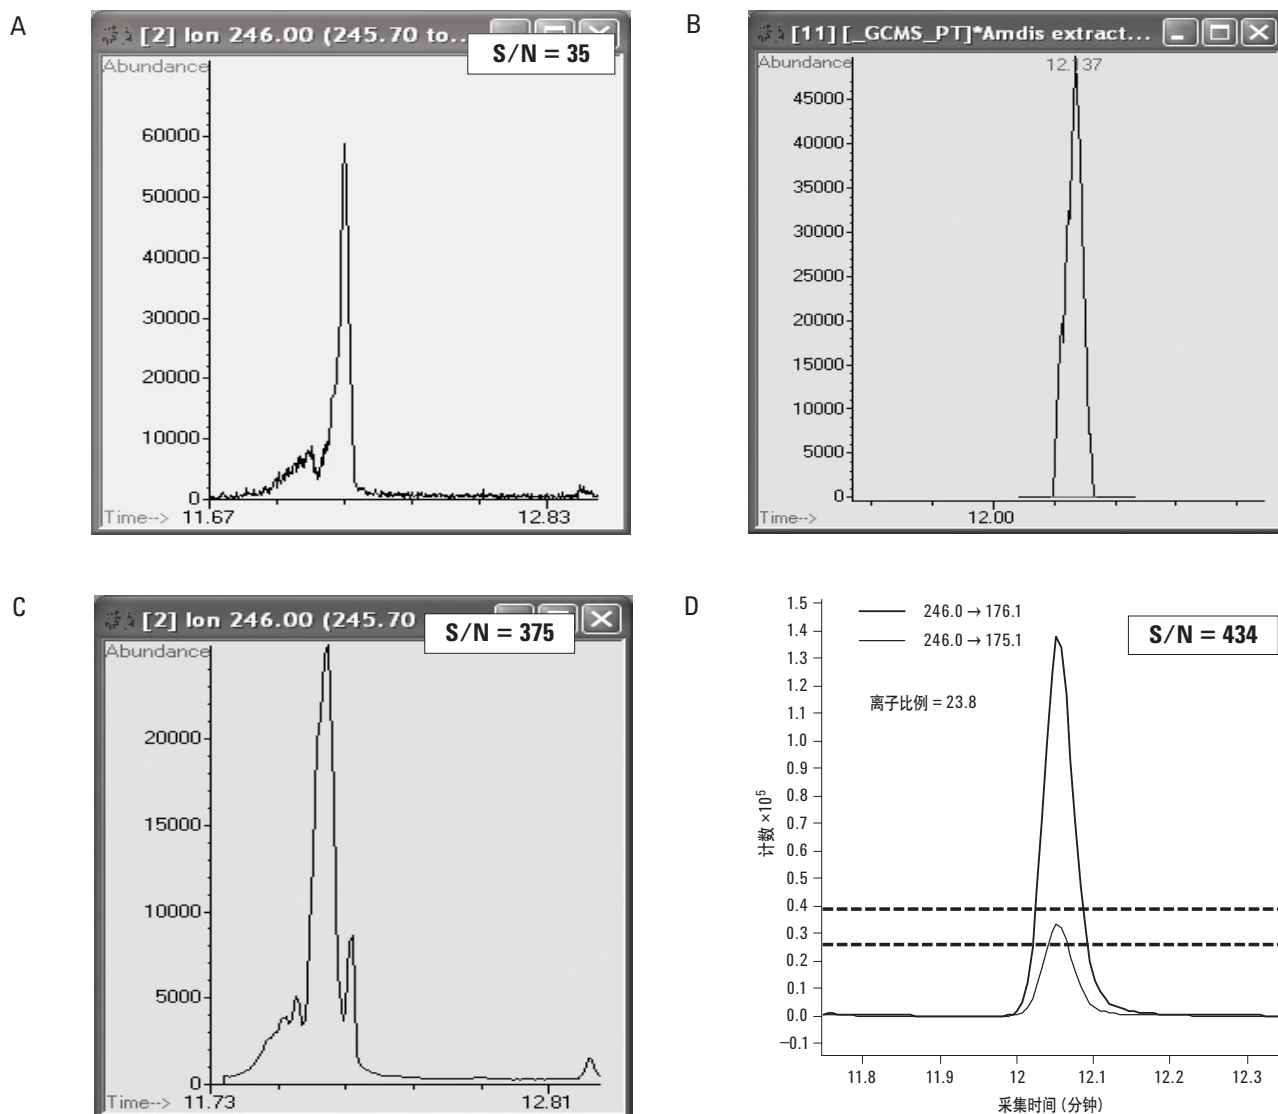 A
[2] Ion 246.00 (245.70 to...
S/N = 35
Abundance
60000
50000
40000
30000
20000
10000
0
Time-->
11.67
12.83
B
[11] [_GCMS_PT]*Amdis extract...
Abundance
12.137
45000
40000
35000
30000
25000
20000
15000
10000
5000
0
Time-->
12.00
C
[2] Ion 246.00 (245.70
S/N = 375
Abundance
20000
15000
10000
5000
0
Time-->
11.73
12.81
D
246.0 → 176.1
246.0 → 175.1
S/N = 434
离子比例 = 23.8
计数 ×10⁵
1.5
1.4
1.3
1.2
1.1
1.0
0.9
0.8
0.7
0.6
0.5
0.4
0.3
0.2
0.1
0.0
−0.1
11.8
11.9
12
12.1
12.2
12.3
采集时间 (分钟)